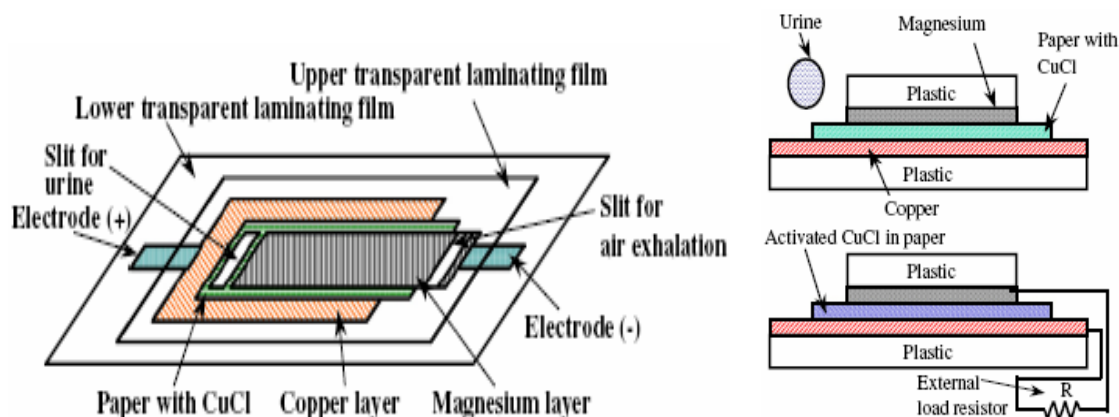 Upper transparent laminating film
Lower transparent laminating film
Slit for
urine
Electrode (+)
Slit for
air exhalation
Electrode (-)
Paper with CuCl
Copper layer
Magnesium layer
Urine
Magnesium
Paper with
CuCl
Plastic
Plastic
Copper
Activated CuCl in paper
Plastic
Plastic
External
load resistor
R